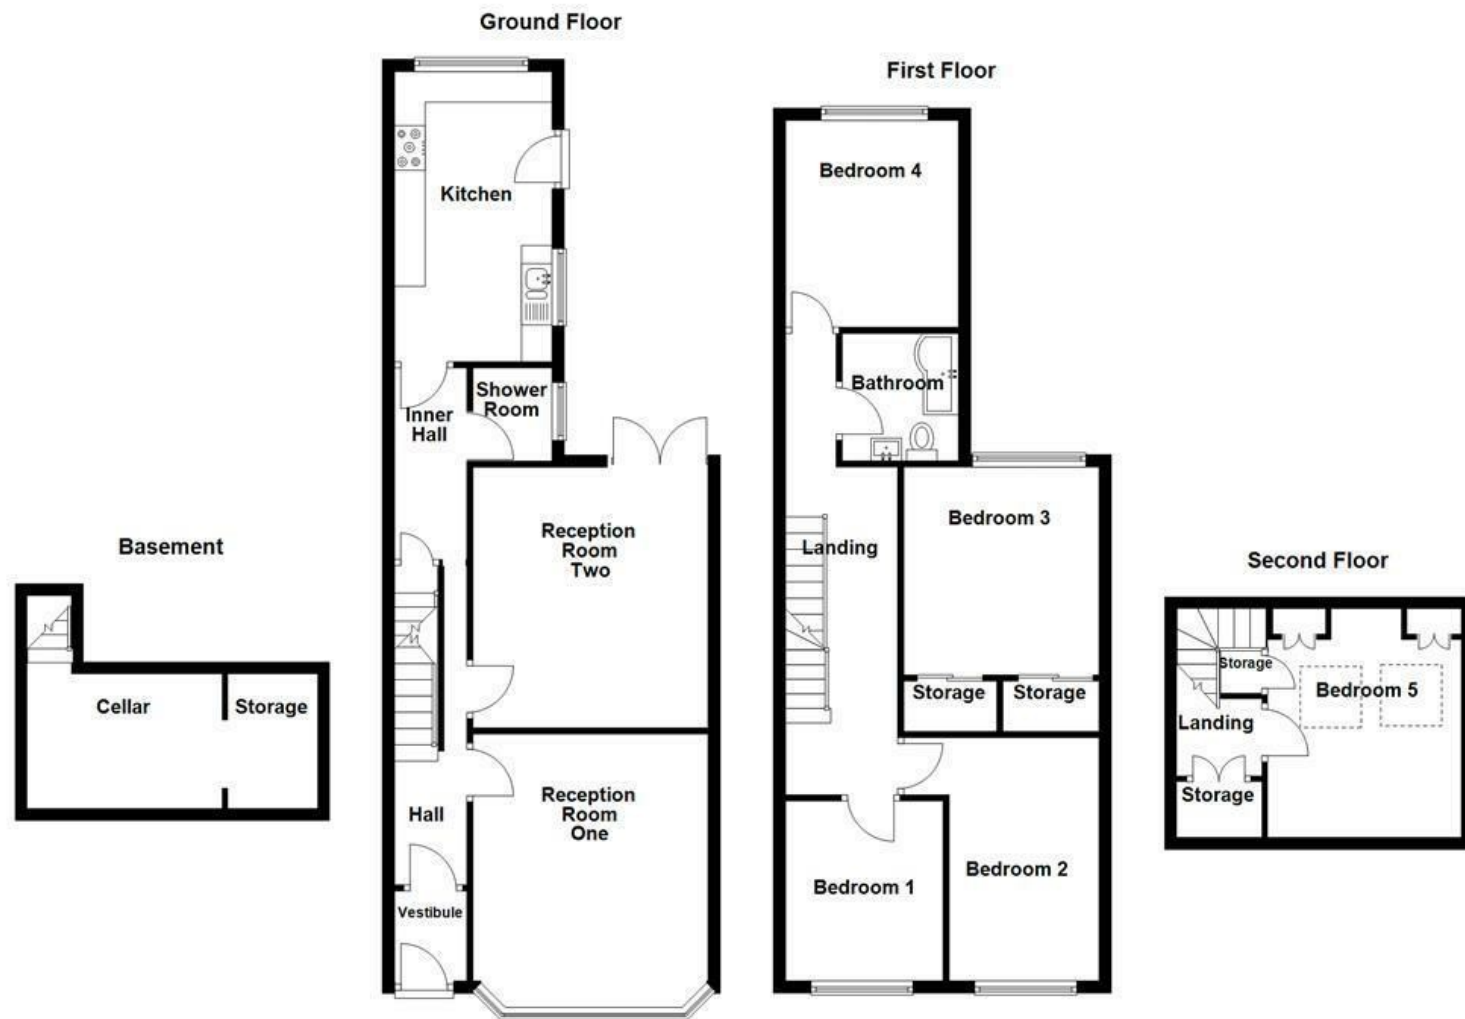 Ground Floor
Kitchen
Shower
Room
Inner
Hall
Reception
Room
Two
Hall
Reception
Room
One
Vestibule
First Floor
Bedroom 4
Bathroom
Landing
Bedroom 3
Storage
Storage
Bedroom 1
Bedroom 2
Basement
Cellar
Storage
Second Floor
Storage
Bedroom 5
Landing
Storage